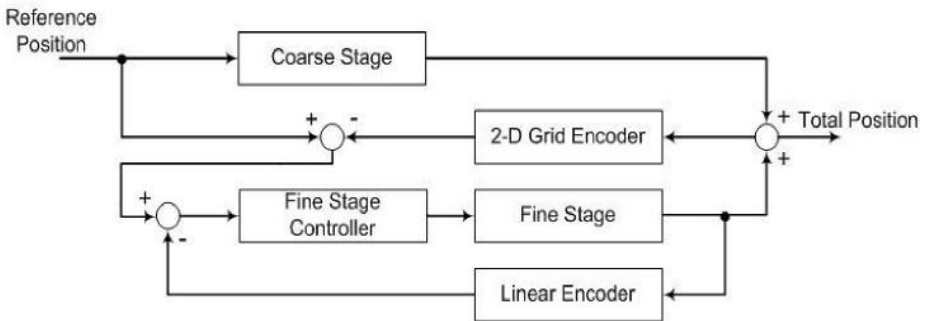 Reference
Position
Coarse Stage
+
+ -
2-D Grid Encoder
+
Total Position
+
Fine Stage
Controller
Fine Stage
-
Linear Encoder